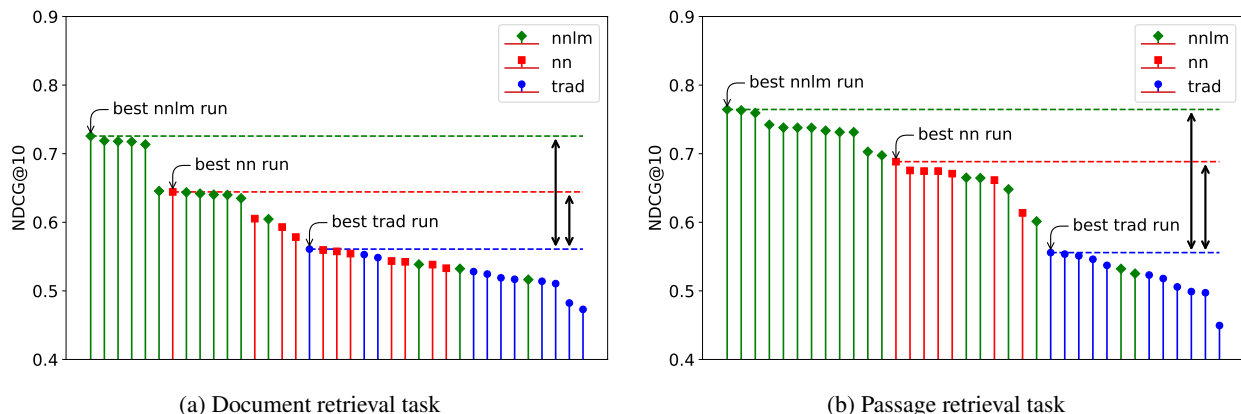 0.9
0.8
0.7
0.6
0.5
0.4
NDCG@10
nnlm
nn
trad
best nnlm run
best nn run
best trad run
(a) Document retrieval task
0.9
0.8
0.7
0.6
0.5
0.4
NDCG@10
nnlm
nn
trad
best nnlm run
best nn run
best trad run
(b) Passage retrieval task